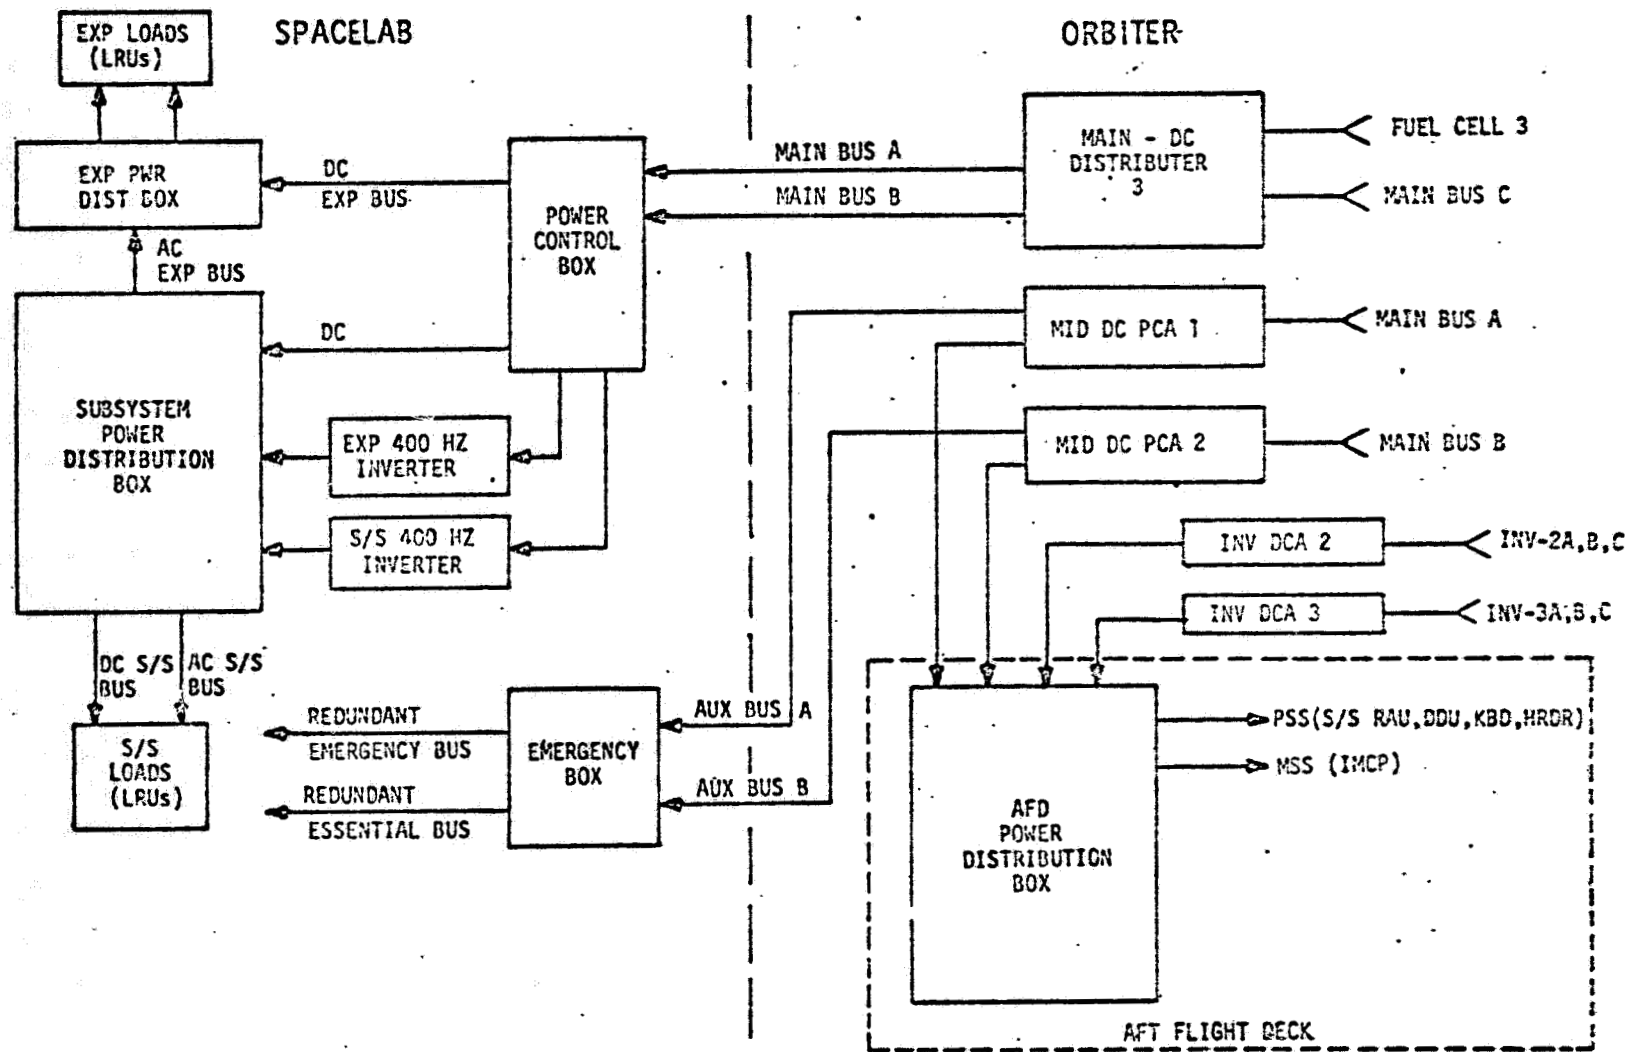 SPACELAB
ORBITER
EXP LOADS
(LRUs)
EXP PWR
DIST BOX
DC
EXP BUS
AC
EXP BUS
POWER
CONTROL
BOX
MAIN BUS A
MAIN BUS B
MAIN - DC
DISTRIBUTER
3
FUEL CELL 3
MAIN BUS C
SUBSYSTEM
POWER
DISTRIBUTION
BOX
DC
EXP 400 HZ
INVERTER
S/S 400 HZ
INVERTER
MID DC PCA 1
MAIN BUS A
MID DC PCA 2
MAIN BUS B
INV DCA 2
INV-2A,B,C
INV DCA 3
INV-3A,B,C
DC S/S
BUS
AC S/S
BUS
S/S
LOADS
(LRUs)
REDUNDANT
EMERGENCY BUS
REDUNDANT
ESSENTIAL BUS
EMERGENCY
BOX
AUX BUS A
AUX BUS B
AFD
POWER
DISTRIBUTION
BOX
PSS(S/S RAU,DDU,KBD,HRDR)
MSS (IMCP)
AFT FLIGHT DECK